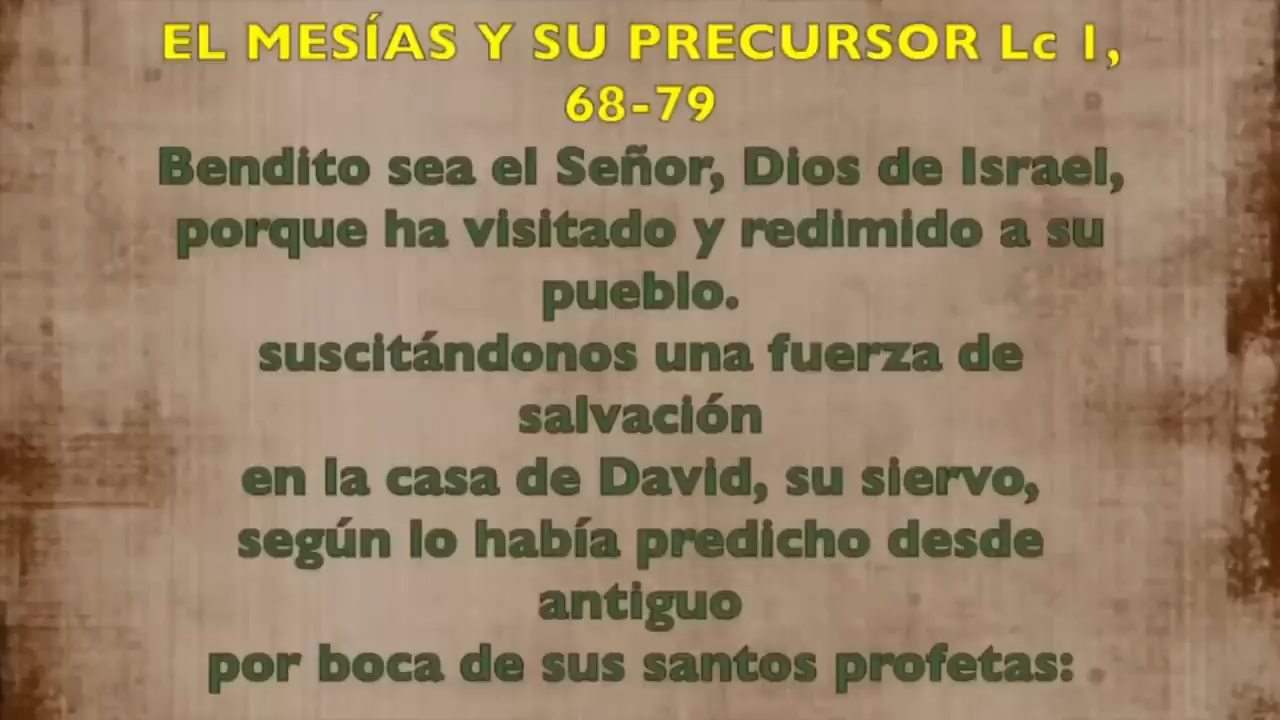 EL MESÍAS Y SU PRECURSOR Lc 1,
68-79
Bendito sea el Señor, Dios de Israel,
porque ha visitado y redimido a su
pueblo.
suscitándonos una fuerza de
salvación
en la casa de David, su siervo,
según lo había predicho desde
antiguo
por boca de sus santos profetas: